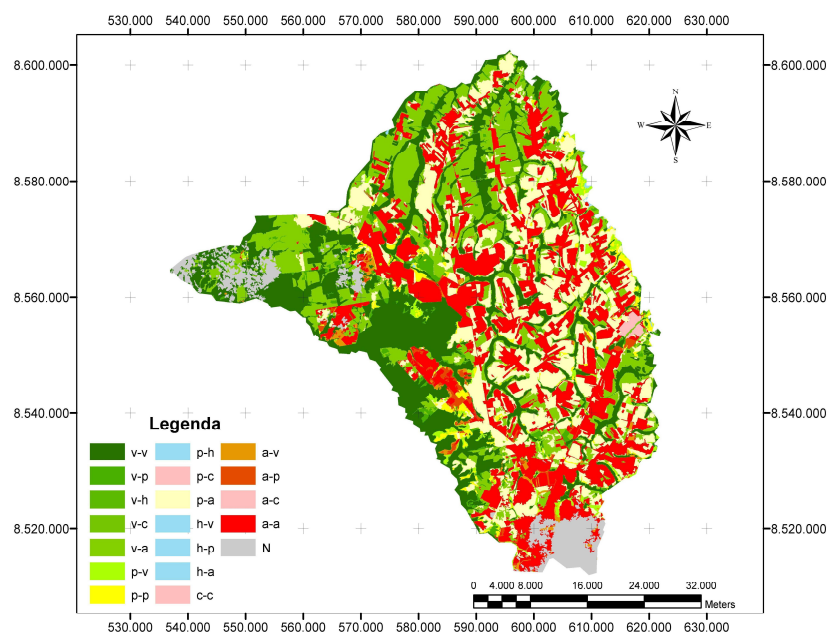 530.000 540.000 550.000 560.000 570.000 580.000 590.000 600.000 610.000 620.000 630.000
8.600.000 8.600.000
N
W E
S
8.580.000 8.580.000
8.560.000 8.560.000
8.540.000 8.540.000
Legenda
v-v p-h a-v
v-p p-c a-p
v-h p-a a-c
v-c h-v a-a
v-a h-p N
p-v h-a
p-p c-c
8.520.000 8.520.000
0 4.000 8.000 16.000 24.000 32.000
Meters
530.000 540.000 550.000 560.000 570.000 580.000 590.000 600.000 610.000 620.000 630.000